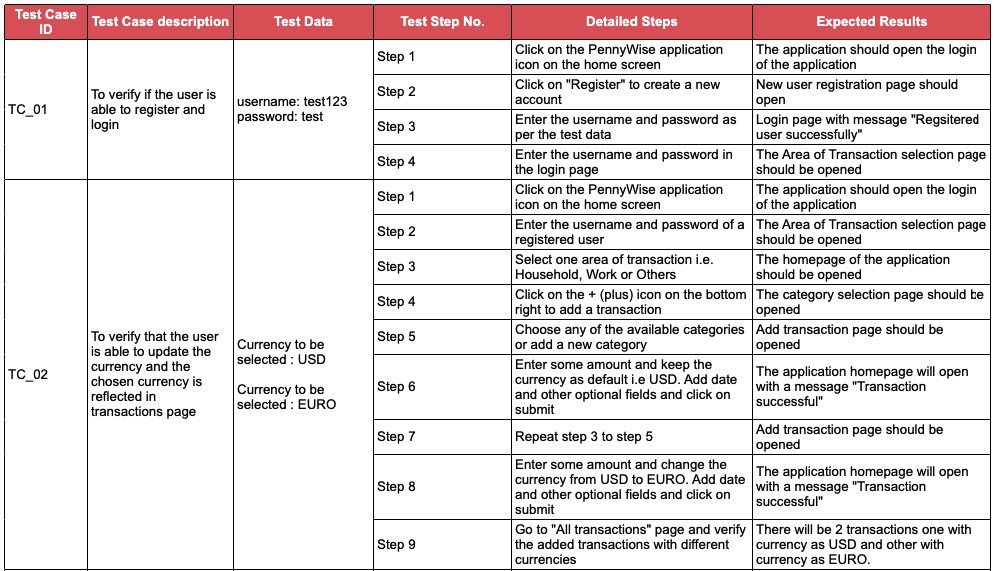 Test Case
ID
Test Case description
Test Data
Test Step No.
Detailed Steps
Expected Results
TC_01
To verify if the user is
able to register and
login
username: test123
password: test
Step 1
Click on the PennyWise application
icon on the home screen
The application should open the login
of the application
Step 2
Click on "Register" to create a new
account
New user registration page should
open
Step 3
Enter the username and password as
per the test data
Login page with message "Regsitered
user successfully"
Step 4
Enter the username and password in
the login page
The Area of Transaction selection page
should be opened
TC_02
To verify that the user
is able to update the
currency and the
chosen currency is
reflected in
transactions page
Currency to be
selected : USD
Currency to be
selected : EURO
Step 1
Click on the PennyWise application
icon on the home screen
The application should open the login
of the application
Step 2
Enter the username and password of a
registered user
The Area of Transaction selection page
should be opened
Step 3
Select one area of transaction i.e.
Household, Work or Others
The homepage of the application
should be opened
Step 4
Click on the + (plus) icon on the bottom
right to add a transaction
The category selection page should be
opened
Step 5
Choose any of the available categories
or add a new category
Add transaction page should be
opened
Step 6
Enter some amount and keep the
currency as default i.e USD. Add date
and other optional fields and click on
submit
The application homepage will open
with a message "Transaction
successful"
Step 7
Repeat step 3 to step 5
Add transaction page should be
opened
Step 8
Enter some amount and change the
currency from USD to EURO. Add date
and other optional fields and click on
submit
The application homepage will open
with a message "Transaction
successful"
Step 9
Go to "All transactions" page and verify
the added transactions with different
currencies
There will be 2 transactions one with
currency as USD and other with
currency as EURO.